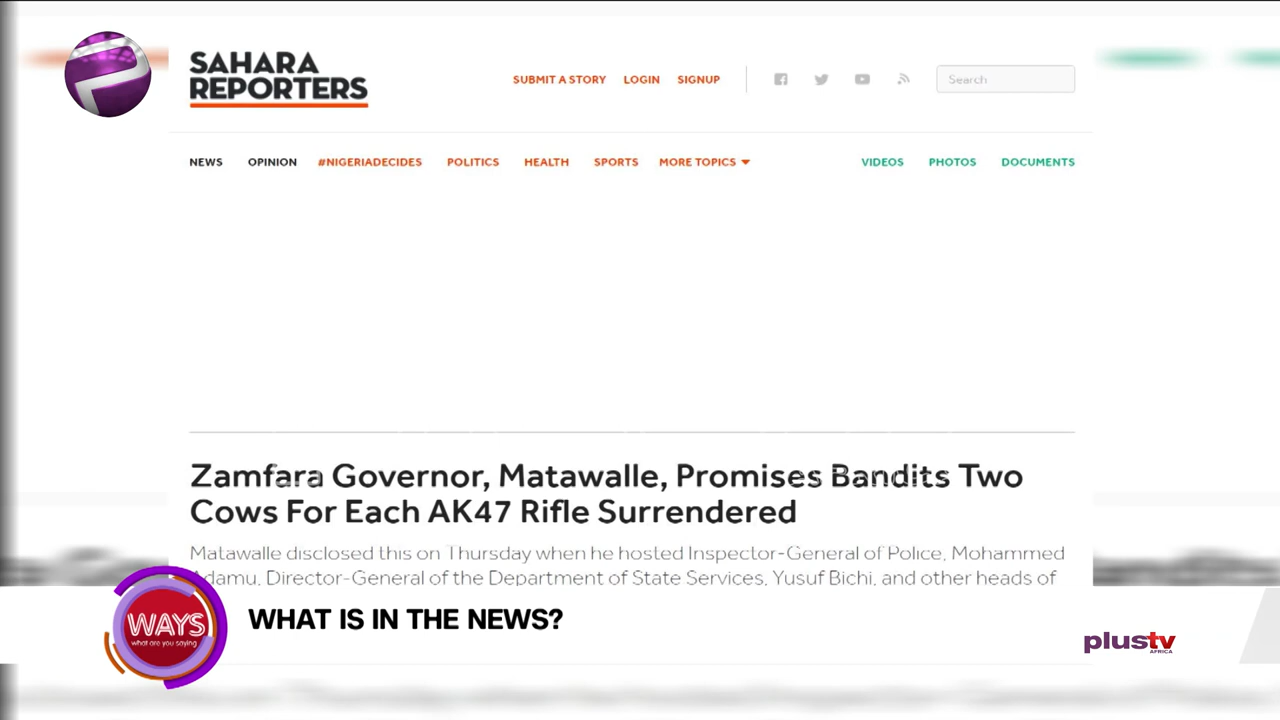 SAHARA
REPORTERS
SUBMIT A STORY LOGIN SIGNUP
Search
NEWS OPINION #NIGERIADECIDES POLITICS HEALTH SPORTS MORE TOPICS VIDEOS PHOTOS DOCUMENTS
Zamfara Governor, Matawalle, Promises Bandits Two
Cows For Each AK47 Rifle Surrendered
Matawalle disclosed this on Thursday when he hosted Inspector-General of Police, Mohammed
Adamu, Director-General of the Department of State Services, Yusuf Bichi, and other heads of
WAYS
what are you saying
WHAT IS IN THE NEWS?
plustv
AFRICA